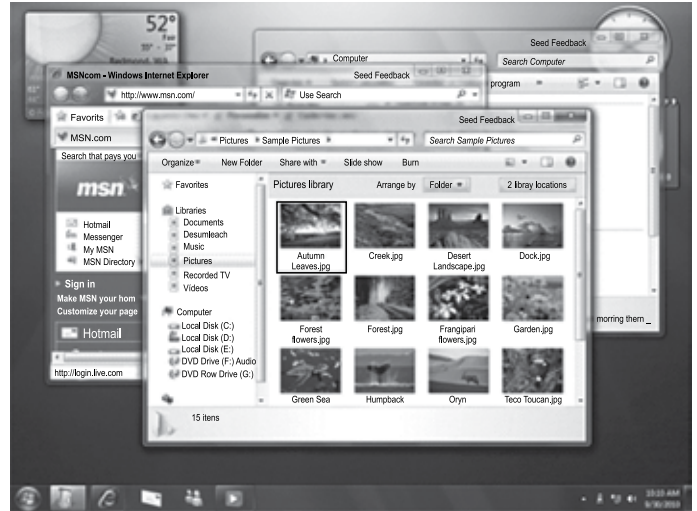 52°
Fair
Seed Feedback
Computer
Search Computer
MSNcom - Windows Internet Explorer
Seed Feedback
program
http://www.msn.com/
Use Search
Favorits
Seed Feedback
MSN.com
Pictures
Sample Pictures
Search Sample Pictures
Search that pays you
Organize
New Folder
Share with
Slide show
Burn
msn
Favorites
Pictures library
Arrange by
Folder
2 libray locations
Libraries
Documents
Desumleach
Music
Pictures
Recorded TV
Videos
Hotmail
Messenger
My MSN
MSN Directory
Autumn
Leaves.jpg
Creek.jpg
Desert
Landscape.jpg
Dock.jpg
Sign in
Make MSN your hom
Customize your page
Hotmail
Computer
Local Disk (C:)
Local Disk (D:)
Local Disk (E:)
DVD Drive (F:) Audio
DVD Row Drive (G:)
Forest
flowers.jpg
Forest.jpg
Frangipari
flowers.jpg
Garden.jpg
morring thern _
http://login.live.com
Green Sea
Humpback
Oryn
Teco Toucan.jpg
15 itens
10:10 AM